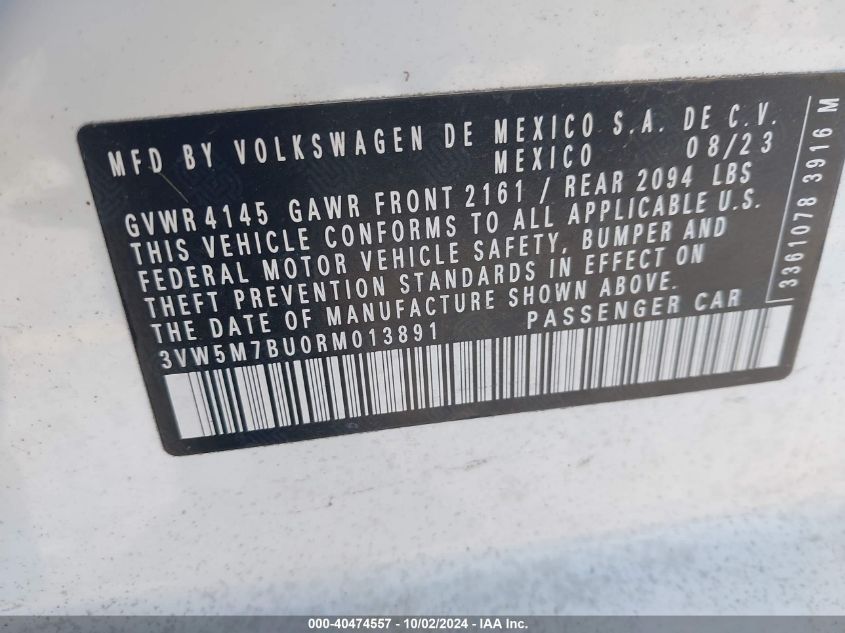 MFD BY VOLKSWAGEN DE MEXICO S.A. DE C.V.
MEXICO 08/23
GVWR 4145 GAWR FRONT 2161 / REAR 2094 LBS
THIS VEHICLE CONFORMS TO ALL APPLICABLE U.S.
FEDERAL MOTOR VEHICLE SAFETY, BUMPER AND
THEFT PREVENTION STANDARDS IN EFFECT ON
THE DATE OF MANUFACTURE SHOWN ABOVE.
3VW5M7BU0RM013891 PASSENGER CAR
3361078 3916 M
000-40474557 - 10/02/2024 - IAA Inc.